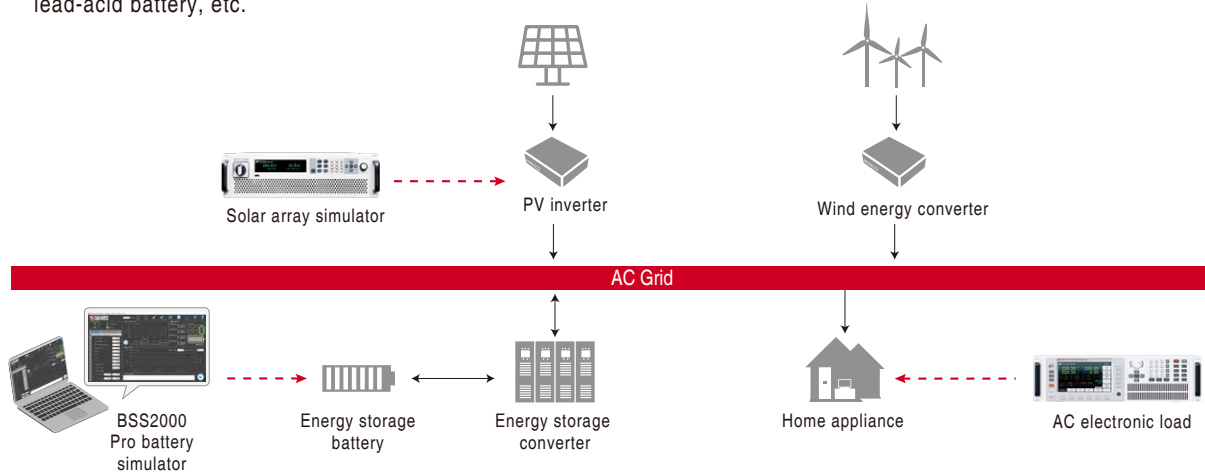 lead-acid battery, etc.
Solar array simulator
PV inverter
Wind energy converter
AC Grid
BSS2000
Pro battery
simulator
Energy storage
battery
Energy storage
converter
Home appliance
AC electronic load